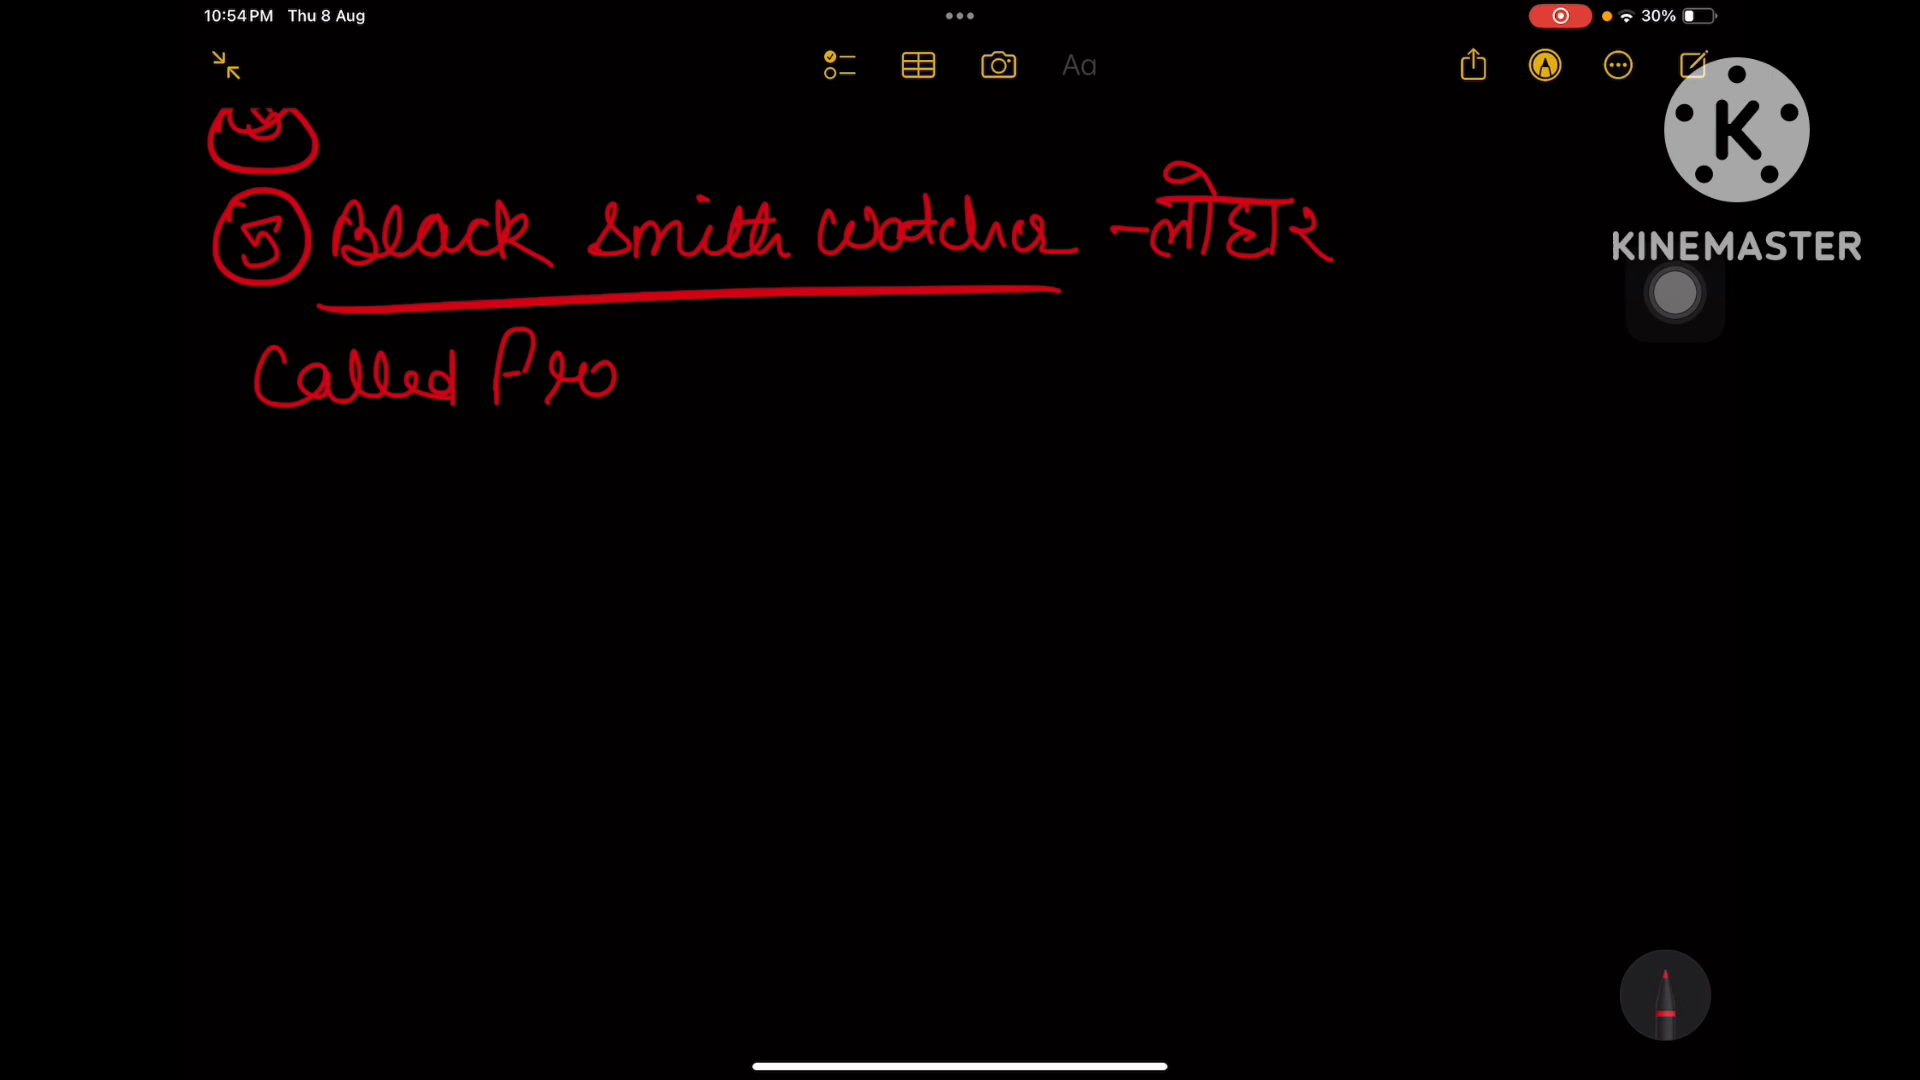 10:54 PM Thu 8 Aug
30%
Aa
K
KINEMASTER
5 Black Smith Watcher - लौहार
Called Pro